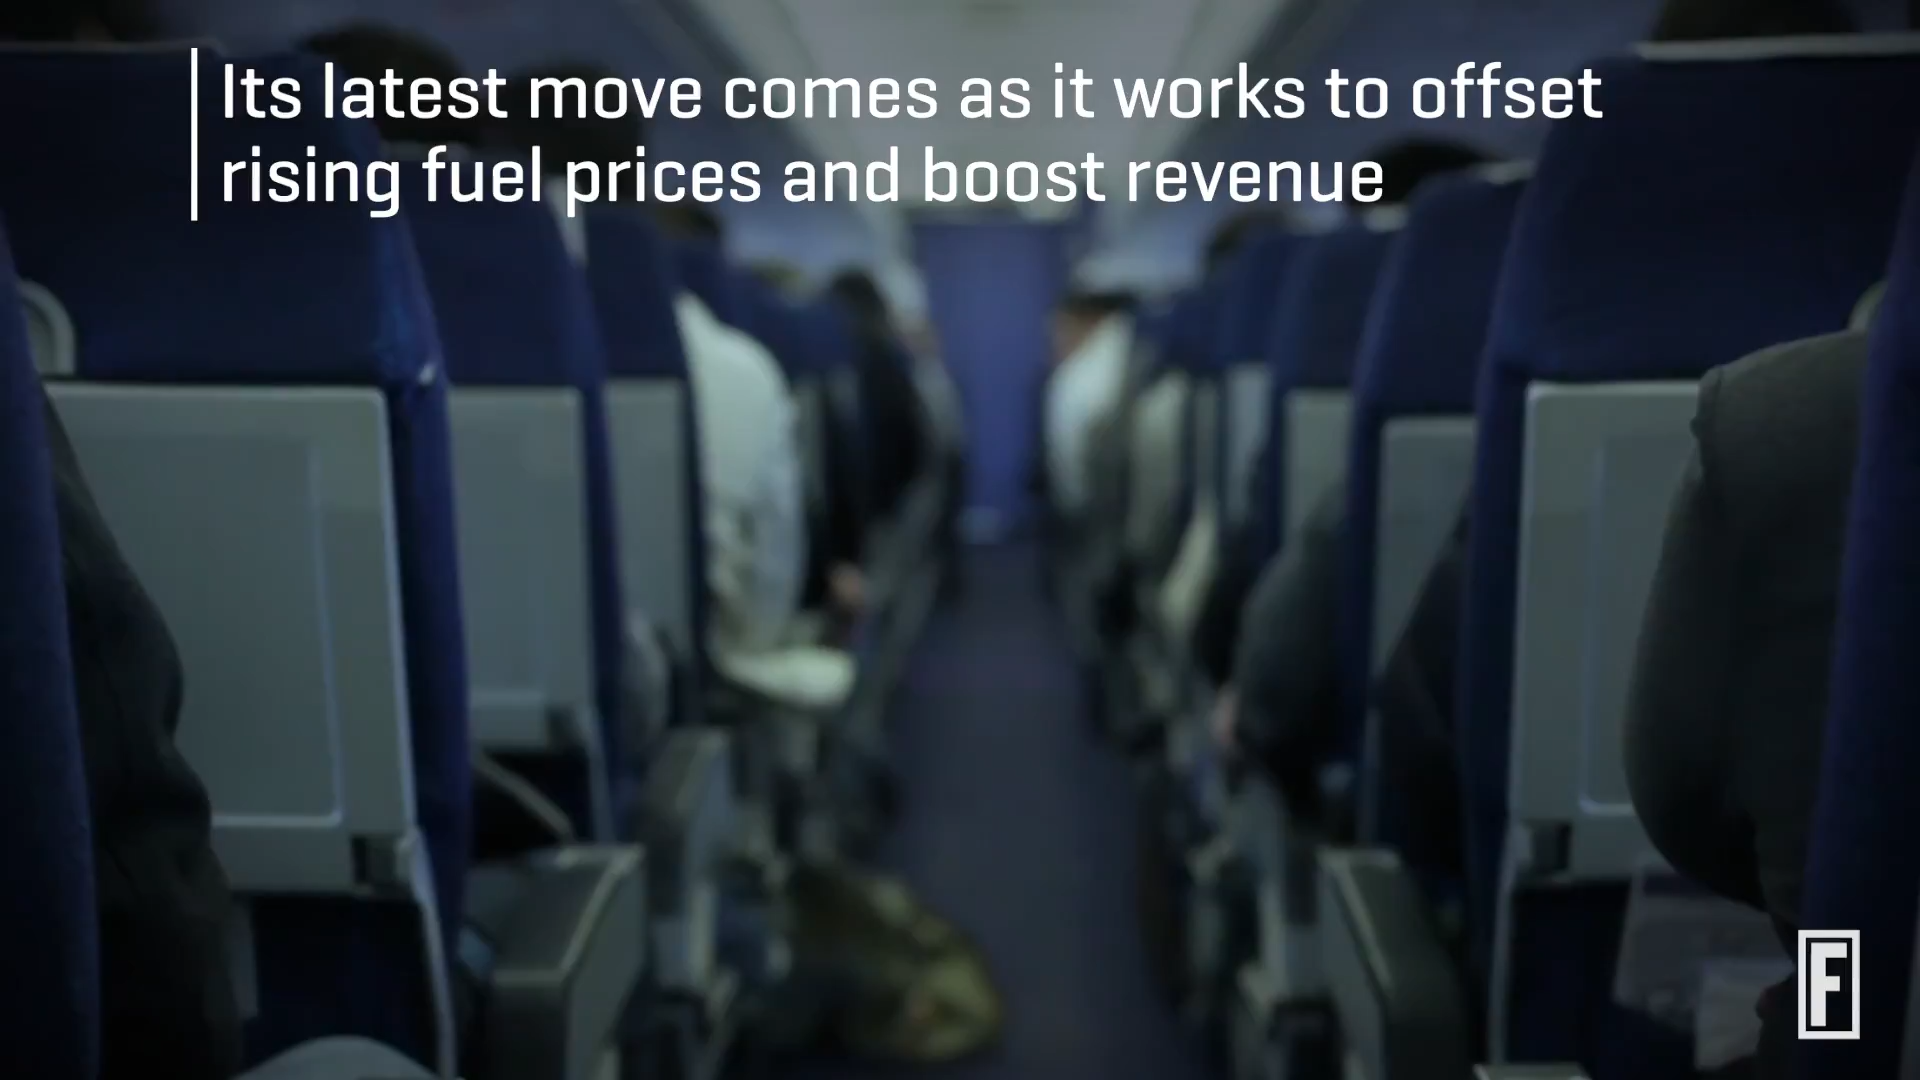 Its latest move comes as it works to offset
rising fuel prices and boost revenue
F